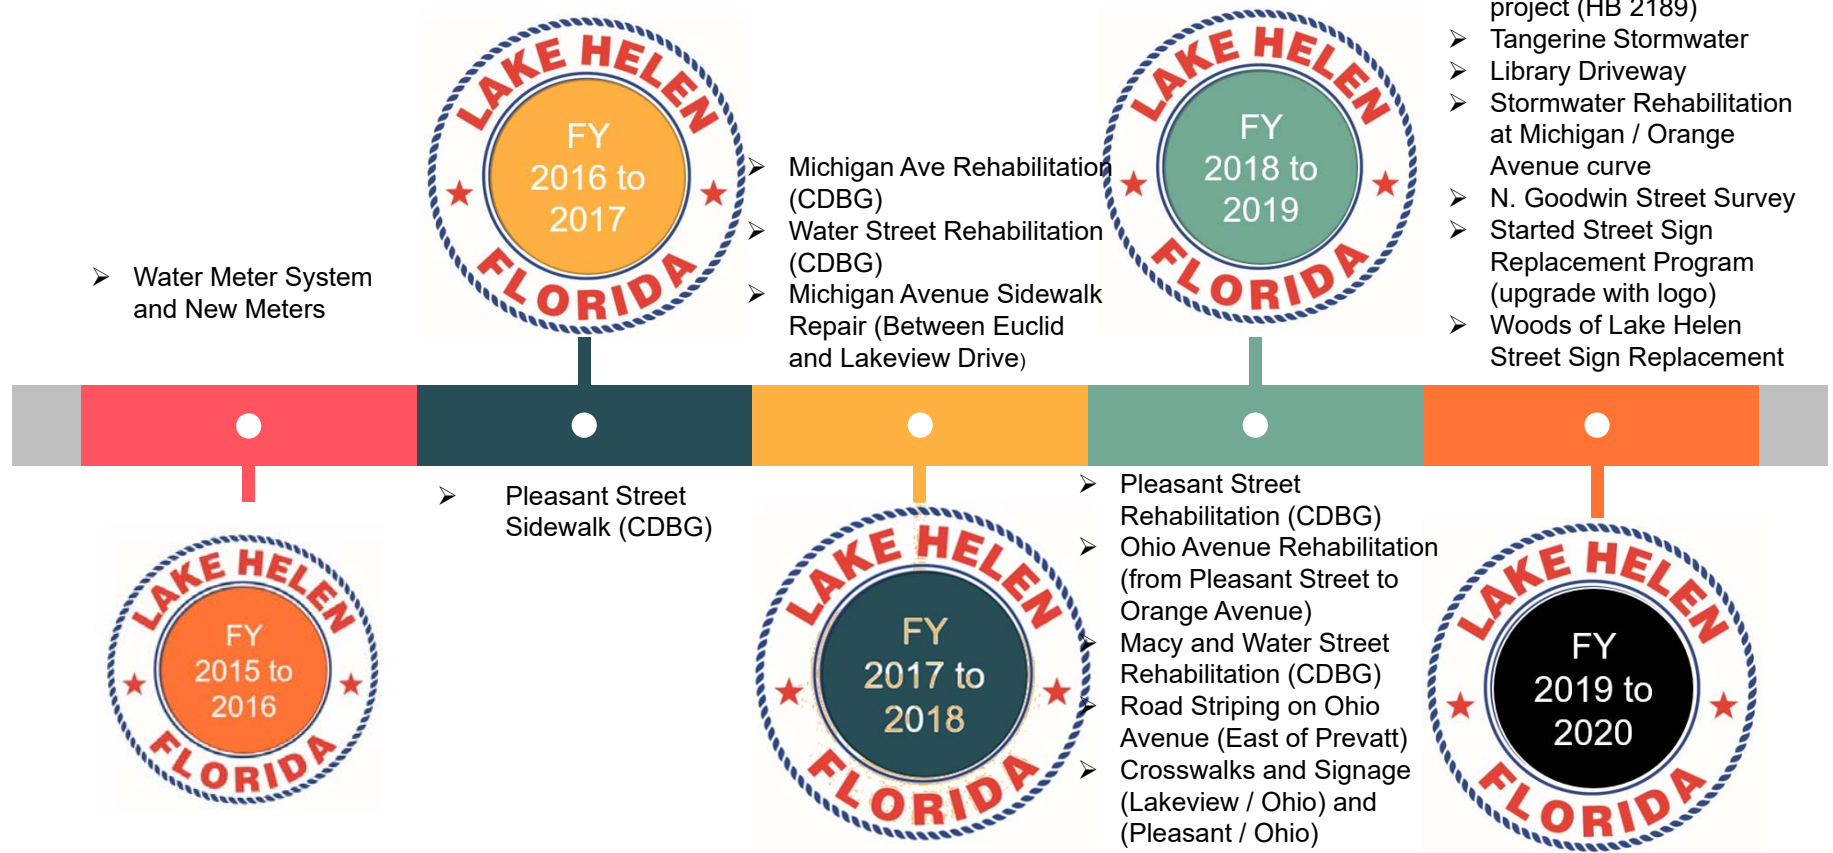 Water Meter System
and New Meters
LAKE HELEN
FY
2015 to
2016
FLORIDA
LAKE HELEN
FY
2016 to
2017
FLORIDA
Pleasant Street
Sidewalk (CDBG)
Michigan Ave Rehabilitation
(CDBG)
Water Street Rehabilitation
(CDBG)
Michigan Avenue Sidewalk
Repair (Between Euclid
and Lakeview Drive)
LAKE HELEN
FY
2017 to
2018
FLORIDA
LAKE HELEN
FY
2018 to
2019
FLORIDA
Pleasant Street
Rehabilitation (CDBG)
Ohio Avenue Rehabilitation
(from Pleasant Street to
Orange Avenue)
Macy and Water Street
Rehabilitation (CDBG)
Road Striping on Ohio
Avenue (East of Prevatt)
Crosswalks and Signage
(Lakeview / Ohio) and
(Pleasant / Ohio)
project (HB 2189)
Tangerine Stormwater
Library Driveway
Stormwater Rehabilitation
at Michigan / Orange
Avenue curve
N. Goodwin Street Survey
Started Street Sign
Replacement Program
(upgrade with logo)
Woods of Lake Helen
Street Sign Replacement
LAKE HELEN
FY
2019 to
2020
FLORIDA